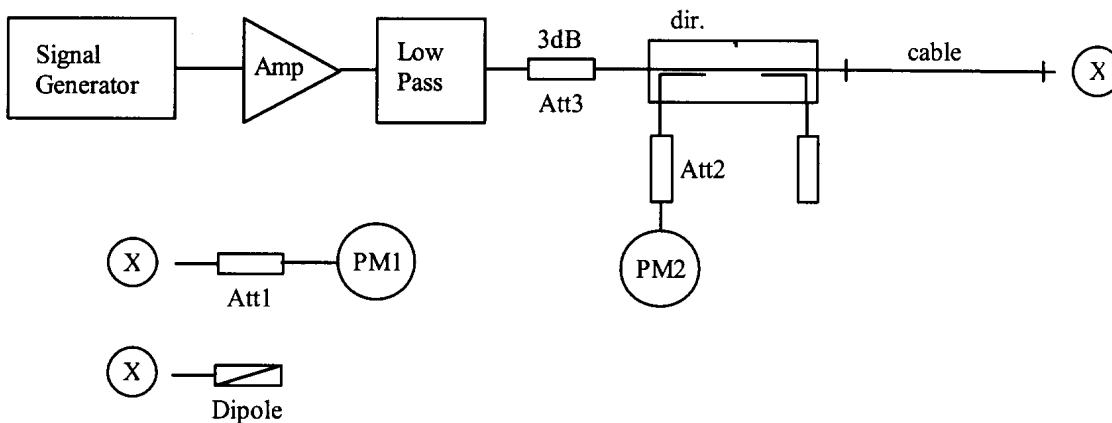 Signal
Generator
Amp
Low
Pass
3dB
Att3
dir.
cable
X
Att2
PM2
X
Att1
PM1
X
Dipole